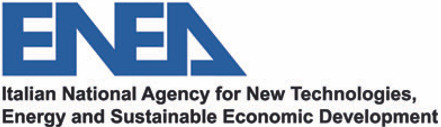 ENEA
Italian National Agency for New Technologies,
Energy and Sustainable Economic Development